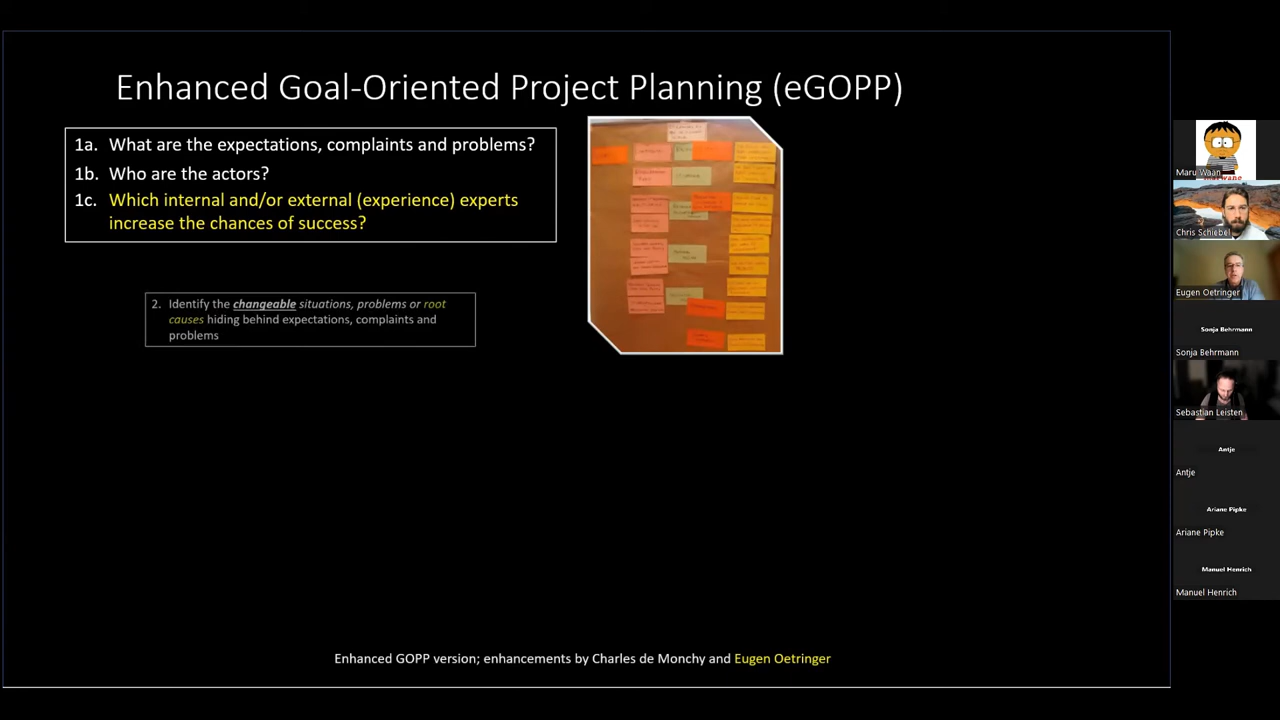 Enhanced Goal-Oriented Project Planning (eGOPP)
1a. What are the expectations, complaints and problems?
1b. Who are the actors?
1c. Which internal and/or external (experience) experts
increase the chances of success?
2. Identify the changeable situations, problems or root
causes hiding behind expectations, complaints and
problems
Enhanced GOPP version; enhancements by Charles de Monchy and Eugen Oetringer
Maru Waan
Chris Schiebel
Eugen Oetringer
Sonja Behrmann
Sonja Behrmann
Sebastian Leisten
Antje
Antje
Ariane Pipke
Ariane Pipke
Manuel Henrich
Manuel Henrich